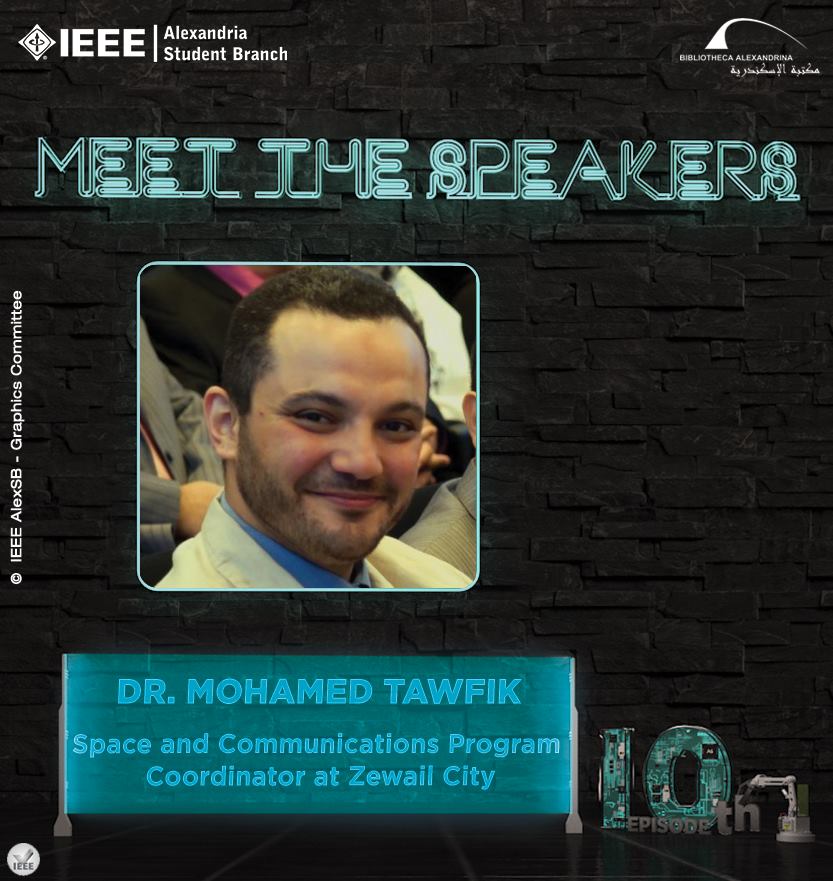 IEEE
Alexandria
Student Branch
BIBLIOTHECA ALEXANDRINA
مكتبة الإسكندرية
MEET THE SPEAKERS
© IEEE AlexSB - Graphics Committee
DR. MOHAMED TAWFIK
Space and Communications Program
Coordinator at Zewail City
10th
EPISODE
IEEE